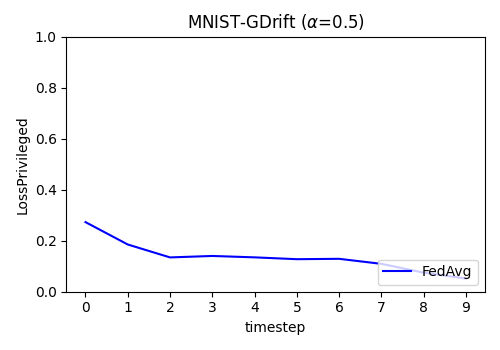 MNIST-GDrift (α=0.5)
LossPrivileged
1.0
0.8
0.6
0.4
0.2
0.0
FedAvg
0 1 2 3 4 5 6 7 8 9
timestep